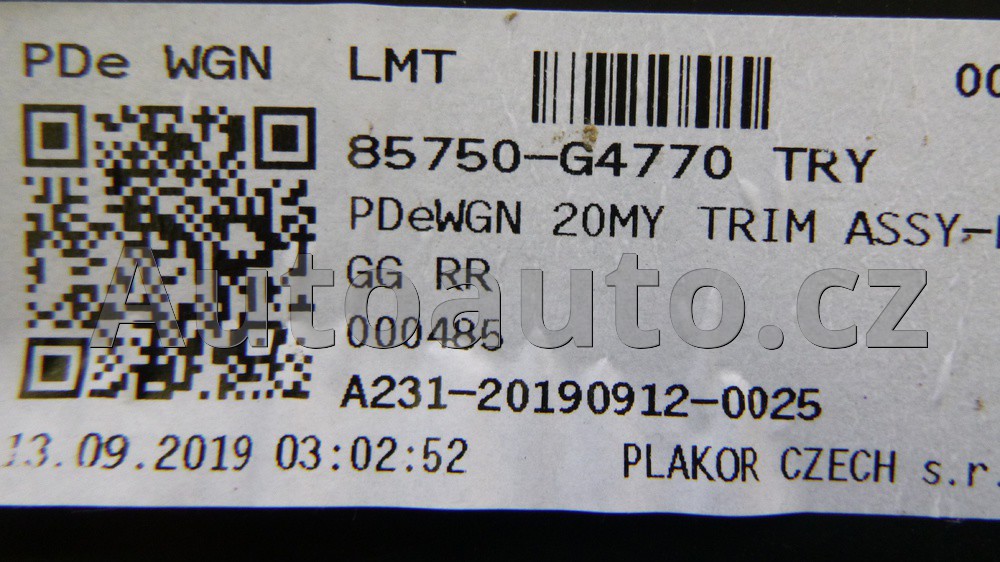 PDe WGN LMT 00
85750-G4770 TRY
PDeWGN 20MY TRIM ASSY-
GG RR
Autoauto.cz
000485
A231-20190912-0025
13.09.2019 03:02:52 PLAKOR CZECH s.r.